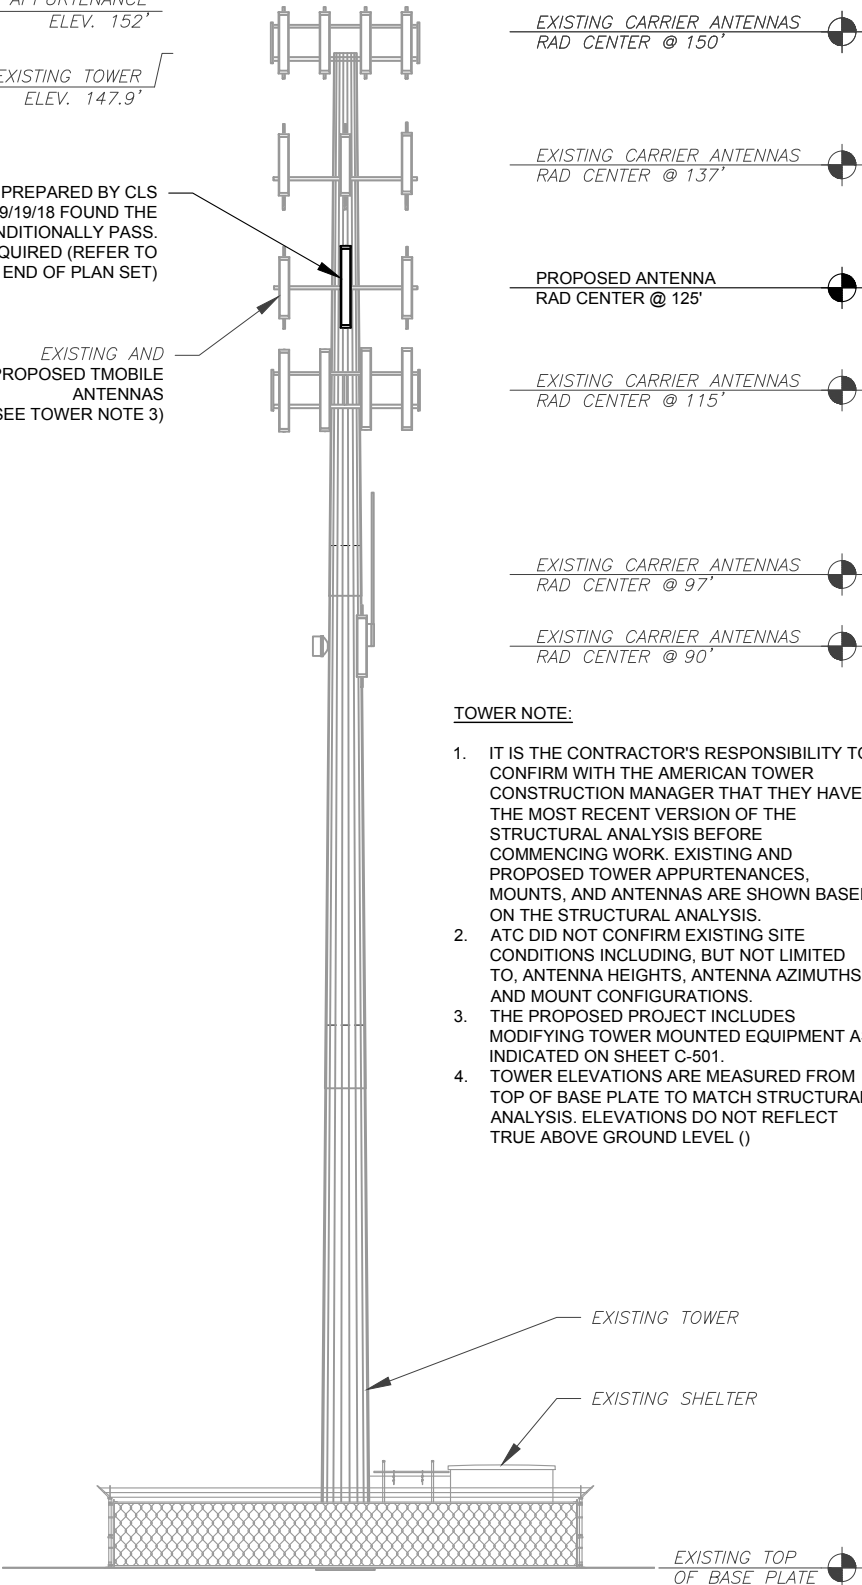 APPURTENANCE
ELEV. 152'
EXISTING TOWER
ELEV. 147.9'
PREPARED BY CLS
9/19/18 FOUND THE
END OF PLAN SET)
EXISTING AND
PROPOSED TMOBILE
ANTENNAS
SEE TOWER NOTE 3)
EXISTING CARRIER ANTENNAS
RAD CENTER @ 150'
EXISTING CARRIER ANTENNAS
RAD CENTER @ 137'
PROPOSED ANTENNA
RAD CENTER @ 125'
EXISTING CARRIER ANTENNAS
RAD CENTER @ 115'
EXISTING CARRIER ANTENNAS
RAD CENTER @ 97'
EXISTING CARRIER ANTENNAS
RAD CENTER @ 90'
TOWER NOTE:
1. IT IS THE CONTRACTOR'S RESPONSIBILITY TO
CONFIRM WITH THE AMERICAN TOWER
CONSTRUCTION MANAGER THAT THEY HAVE
THE MOST RECENT VERSION OF THE
STRUCTURAL ANALYSIS BEFORE
COMMENCING WORK. EXISTING AND
PROPOSED TOWER APPURTENANCES,
MOUNTS, AND ANTENNAS ARE SHOWN BASED
ON THE STRUCTURAL ANALYSIS.
2. ATC DID NOT CONFIRM EXISTING SITE
CONDITIONS INCLUDING, BUT NOT LIMITED
TO, ANTENNA HEIGHTS, ANTENNA AZIMUTHS
AND MOUNT CONFIGURATIONS.
3. THE PROPOSED PROJECT INCLUDES
MODIFYING TOWER MOUNTED EQUIPMENT AS
INDICATED ON SHEET C-501.
4. TOWER ELEVATIONS ARE MEASURED FROM
TOP OF BASE PLATE TO MATCH STRUCTURAL
ANALYSIS. ELEVATIONS DO NOT REFLECT
TRUE ABOVE GROUND LEVEL ()
EXISTING TOWER
EXISTING SHELTER
EXISTING TOP
OF BASE PLATE